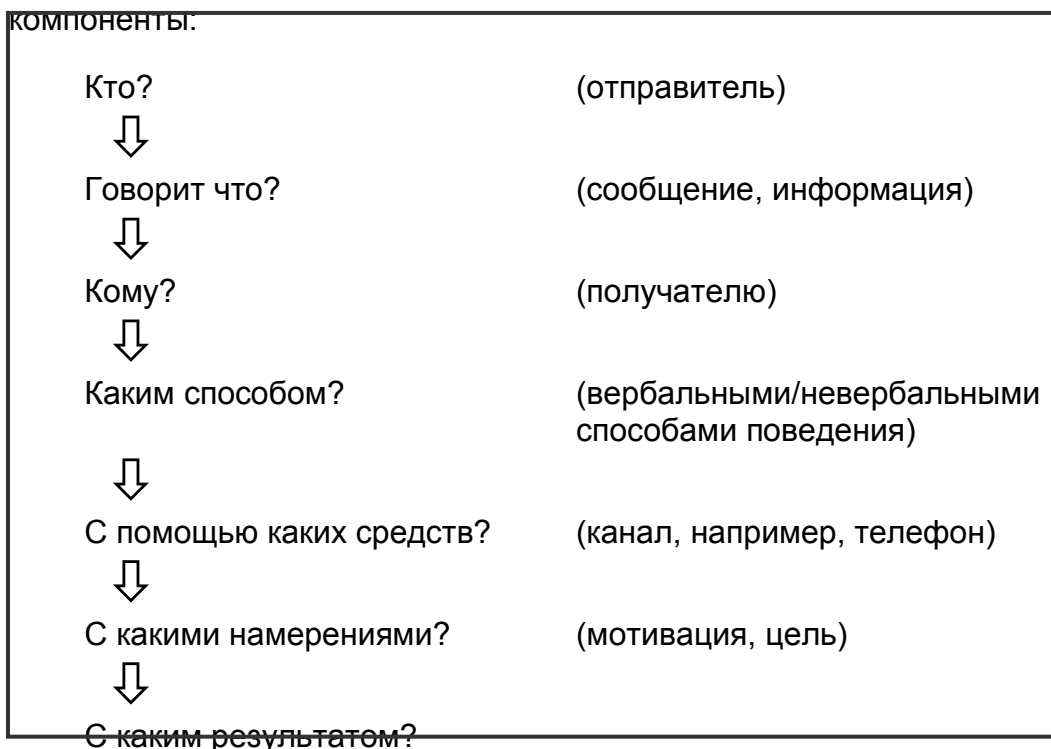 компоненты:
Кто? (отправитель)
Говорит что? (сообщение, информация)
Кому? (получателю)
Каким способом? (вербальными/невербальными
способами поведения)
С помощью каких средств? (канал, например, телефон)
С какими намерениями? (мотивация, цель)
С каким результатом?